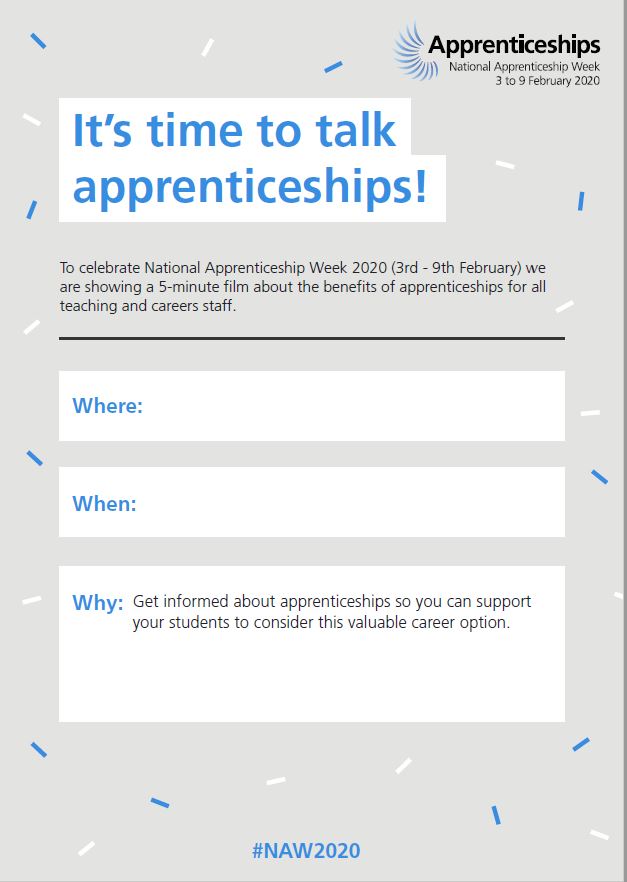 Apprenticeships
National Apprenticeship Week
3 to 9 February 2020
It's time to talk
apprenticeships!
To celebrate National Apprenticeship Week 2020 (3rd - 9th February) we
are showing a 5-minute film about the benefits of apprenticeships for all
teaching and careers staff.
Where:
When:
Why: Get informed about apprenticeships so you can support
your students to consider this valuable career option.
#NAW2020